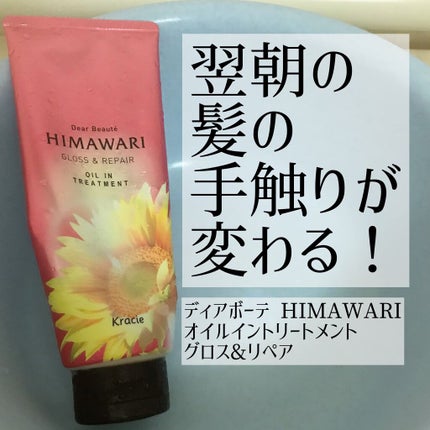 Dear Beauté
HIMAWARI
GLOSS & REPAIR
OIL IN
TREATMENT
Kracie
翌朝の
髪の
手触りが
変わる！
ディアボーテ HIMAWARI
オイルイントリートメント
グロス&リペア